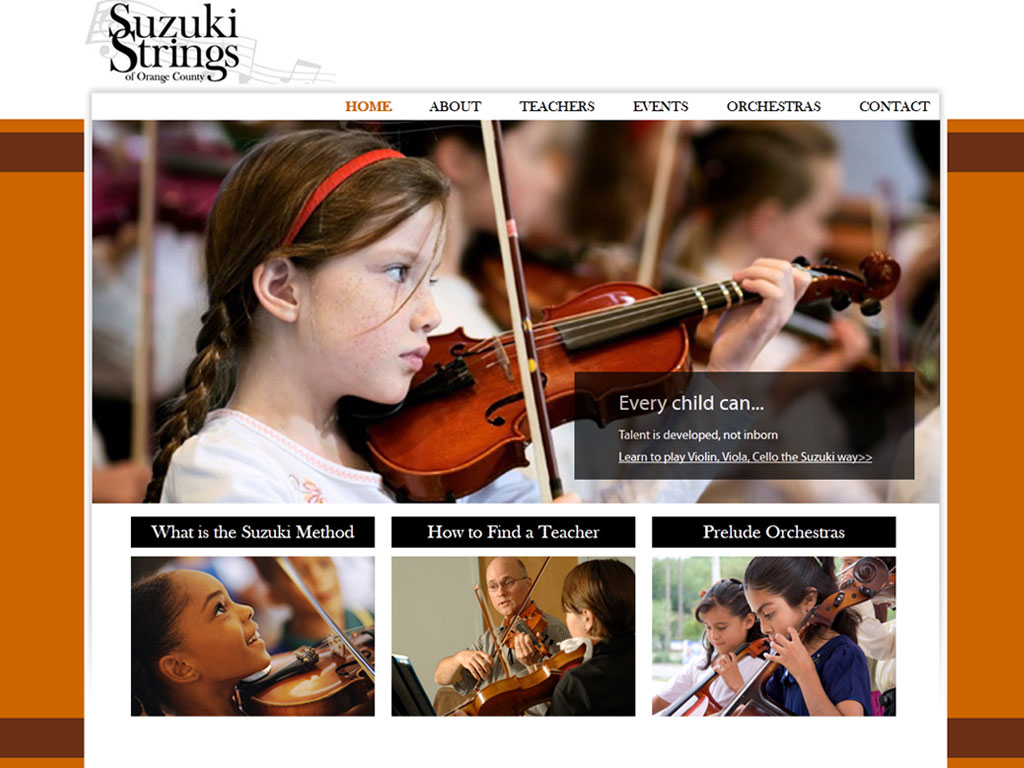 Suzuki
Strings
of Orange County
HOME ABOUT TEACHERS EVENTS ORCHESTRAS CONTACT
Every child can...
Talent is developed, not inborn
Learn to play Violin, Viola, Cello the Suzuki way>>
What is the Suzuki Method
How to Find a Teacher
Prelude Orchestras